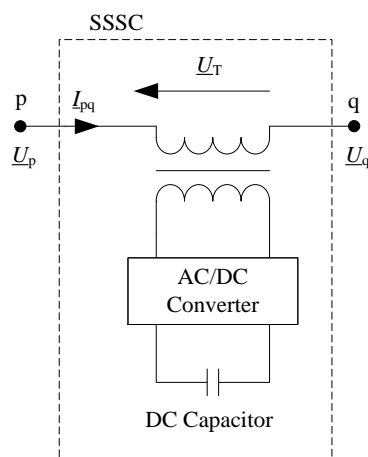 SSSC
U_T
p
I_pq
q
U_p
U_q
AC/DC
Converter
DC Capacitor